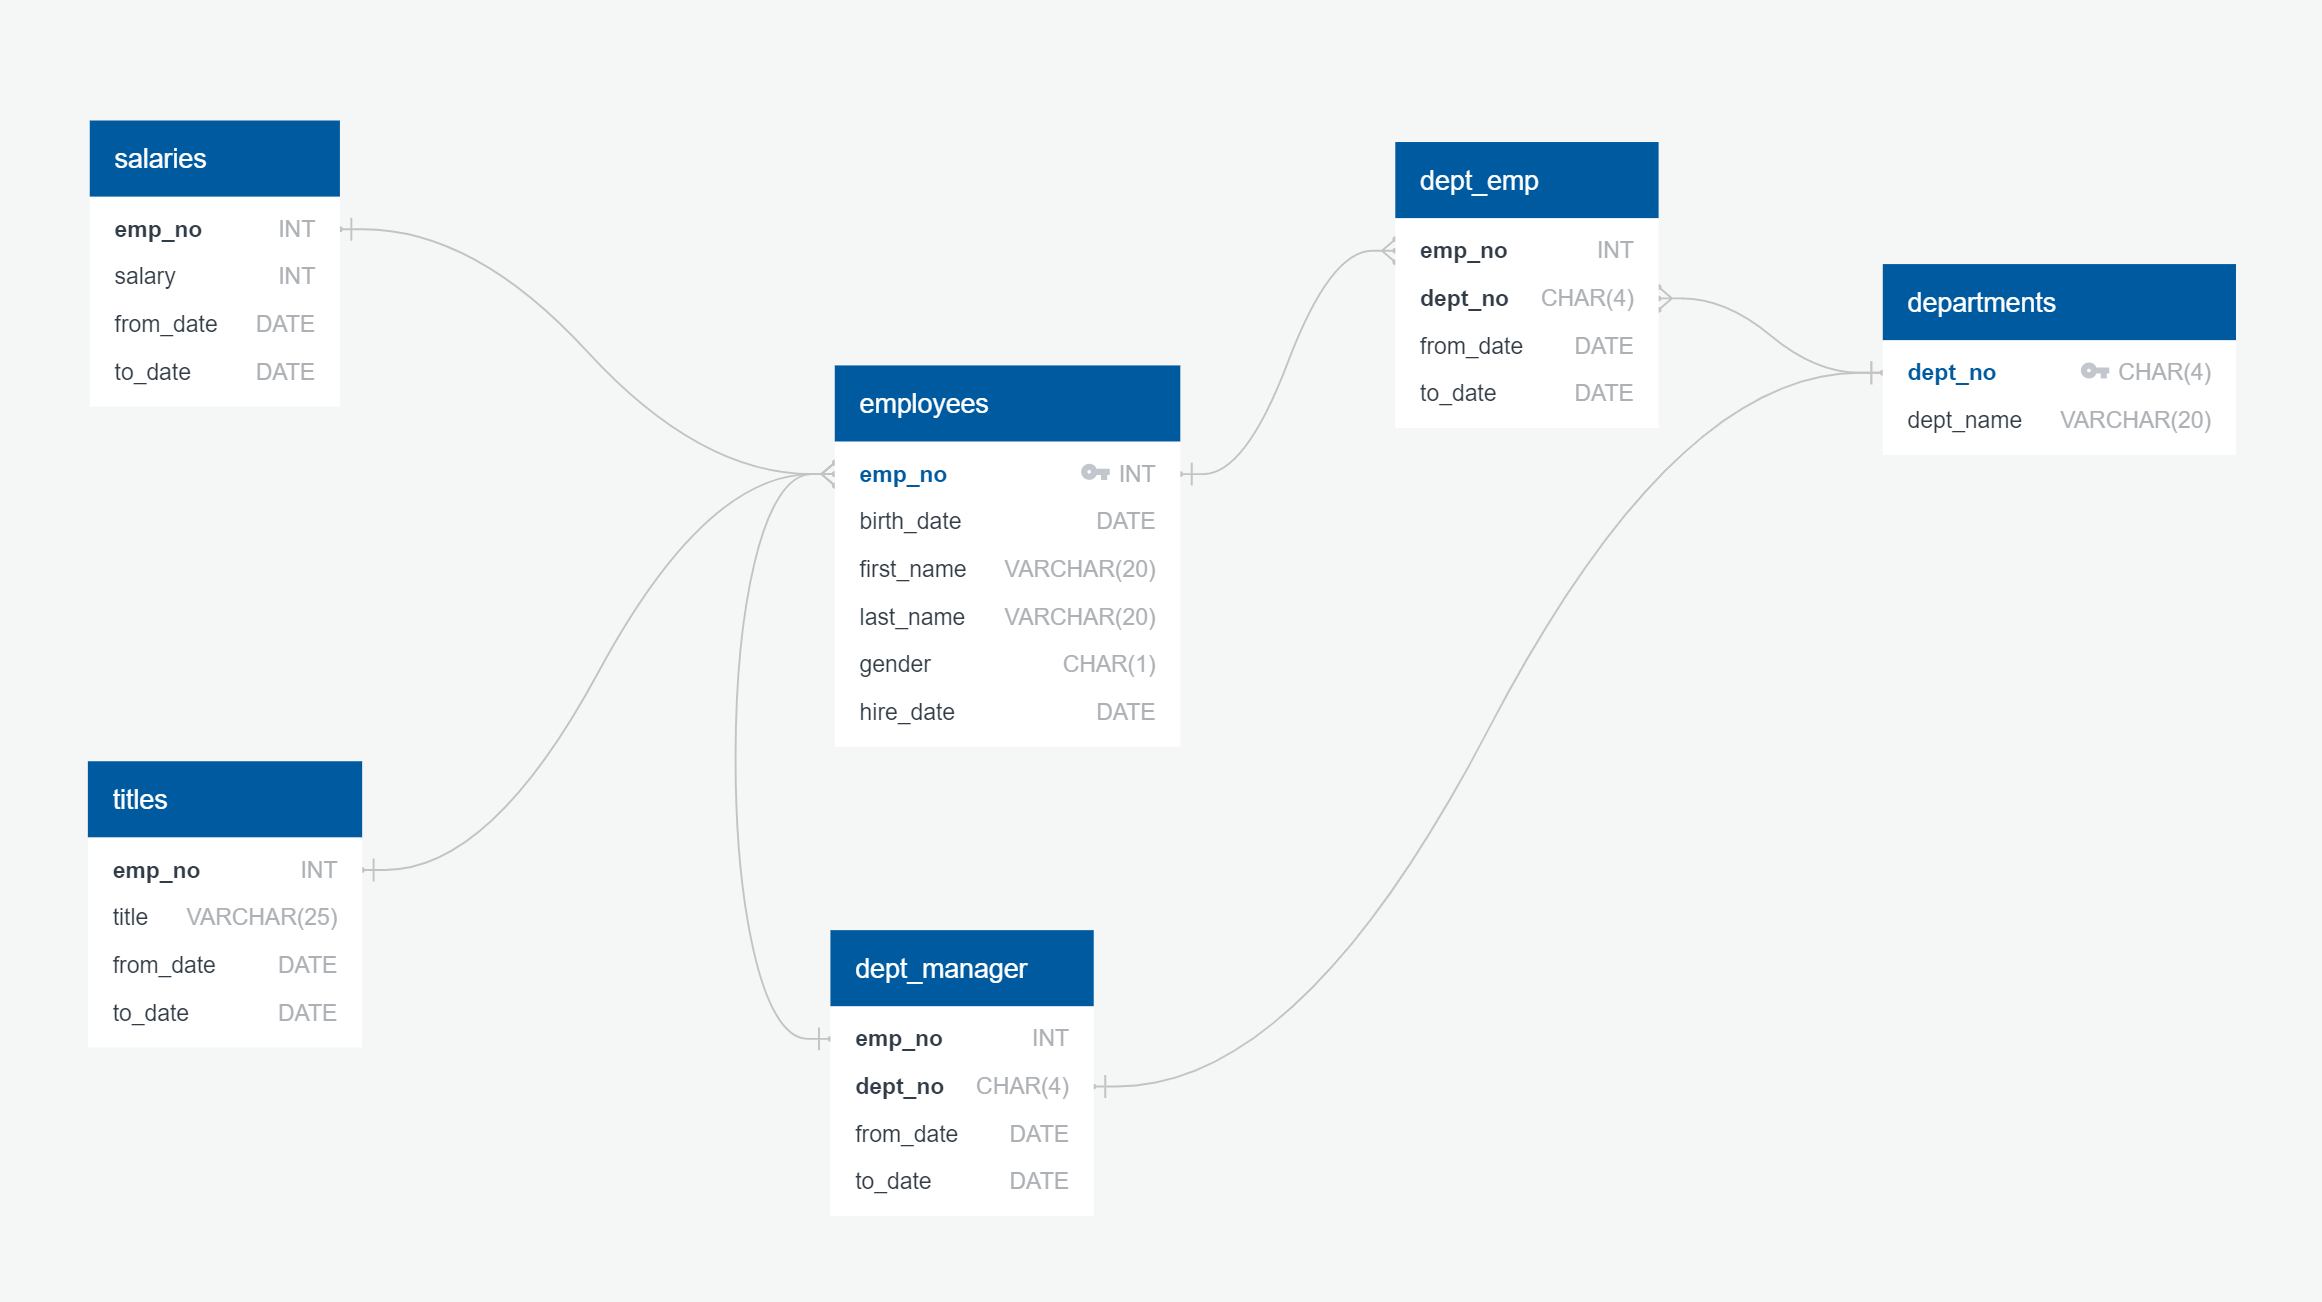 salaries
emp_no INT
salary INT
from_date DATE
to_date DATE
dept_emp
emp_no INT
dept_no CHAR(4)
from_date DATE
to_date DATE
departments
dept_no CHAR(4)
dept_name VARCHAR(20)
employees
emp_no INT
birth_date DATE
first_name VARCHAR(20)
last_name VARCHAR(20)
gender CHAR(1)
hire_date DATE
titles
emp_no INT
title VARCHAR(25)
from_date DATE
to_date DATE
dept_manager
emp_no INT
dept_no CHAR(4)
from_date DATE
to_date DATE